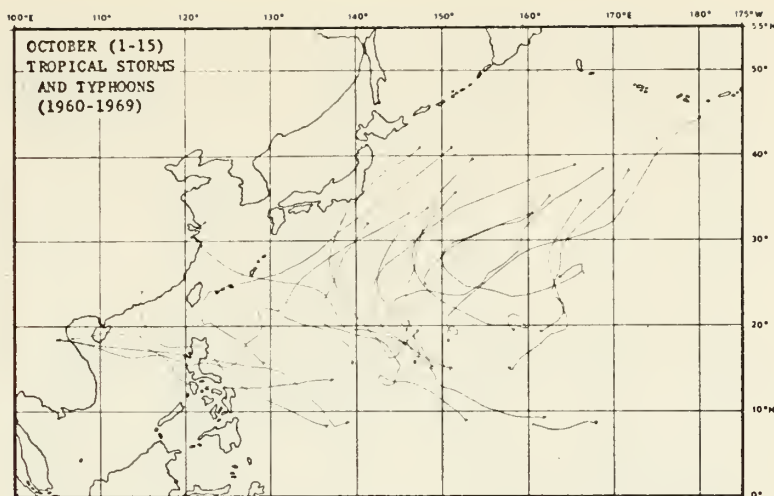 100°E 110° 120° 130° 140° 150° 160° 170°E 180° 175°W
55°N
OCTOBER (1-15)
TROPICAL STORMS
AND TYPHOONS
(1960-1969)
50°
40°
30°
20°
10°N
0°